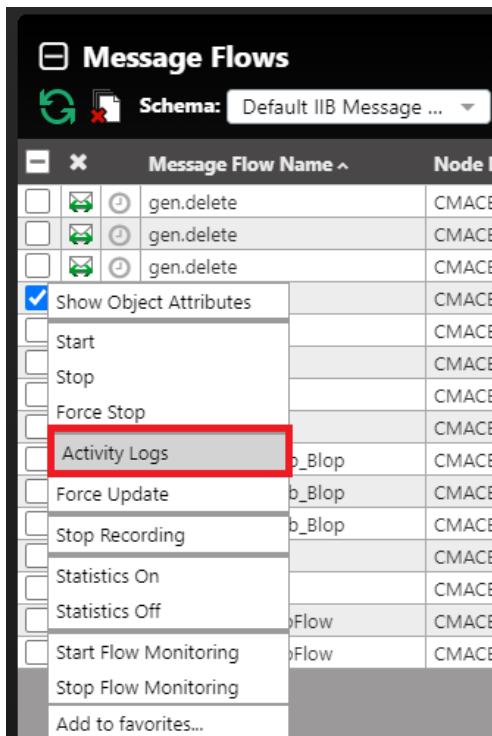 Message Flows
Schema: Default IIB Message ...
Message Flow Name Node
gen.delete CMACE
gen.delete CMACE
gen.delete CMACE
Show Object Attributes CMACE
Start CMACE
Stop CMACE
CMACE
Force Stop CMACE
Activity Logs b_Blop CMACE
Force Update b_Blop CMACE
Stop Recording b_Blop CMACE
CMACE
Statistics On CMACE
Statistics Off Flow CMACE
Start Flow Monitoring Flow CMACE
Stop Flow Monitoring
Add to favorites...